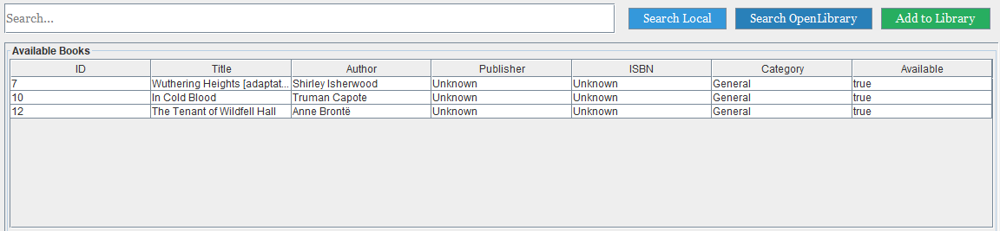 Search... Search Local Search OpenLibrary Add to Library
Available Books
ID Title Author Publisher ISBN Category Available
7 Wuthering Heights [adaptat... Shirley Isherwood Unknown Unknown General true
10 In Cold Blood Truman Capote Unknown Unknown General true
12 The Tenant of Wildfell Hall Anne Brontë Unknown Unknown General true